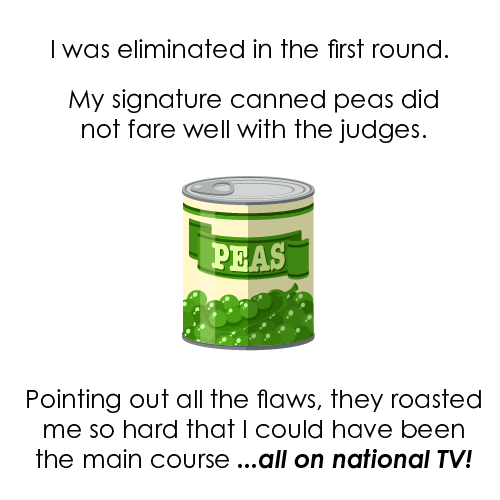 I was eliminated in the first round.
My signature canned peas did
not fare well with the judges.
PEAS
Pointing out all the flaws, they roasted
me so hard that I could have been
the main course ...all on national TV!